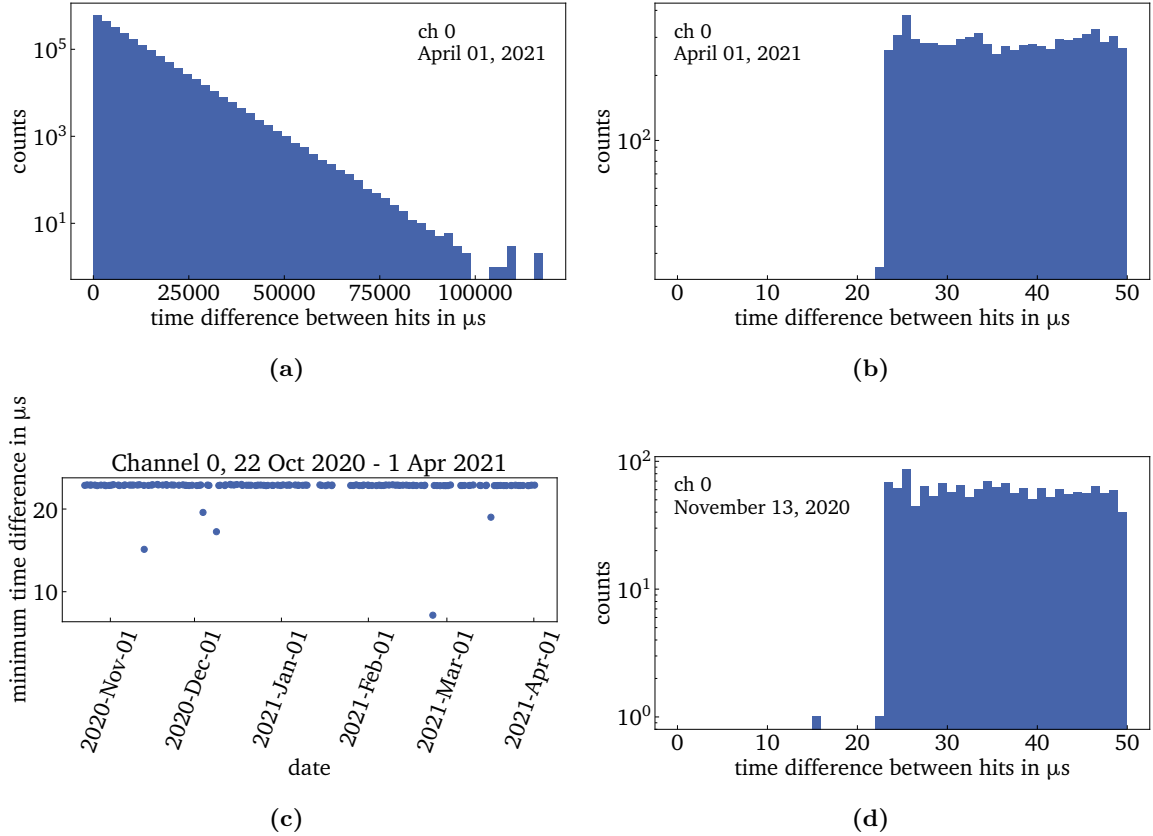 ch 0
April 01, 2021
10^5
10^3
10^1
counts
0 25000 50000 75000 100000
time difference between hits in µs
(a)
ch 0
April 01, 2021
10^2
counts
0 10 20 30 40 50
time difference between hits in µs
(b)
Channel 0, 22 Oct 2020 - 1 Apr 2021
minimum time difference in µs
20
10
2020-Nov-01
2020-Dec-01
2021-Jan-01
2021-Feb-01
2021-Mar-01
2021-Apr-01
date
(c)
ch 0
November 13, 2020
10^2
10^1
10^0
counts
0 10 20 30 40 50
time difference between hits in µs
(d)